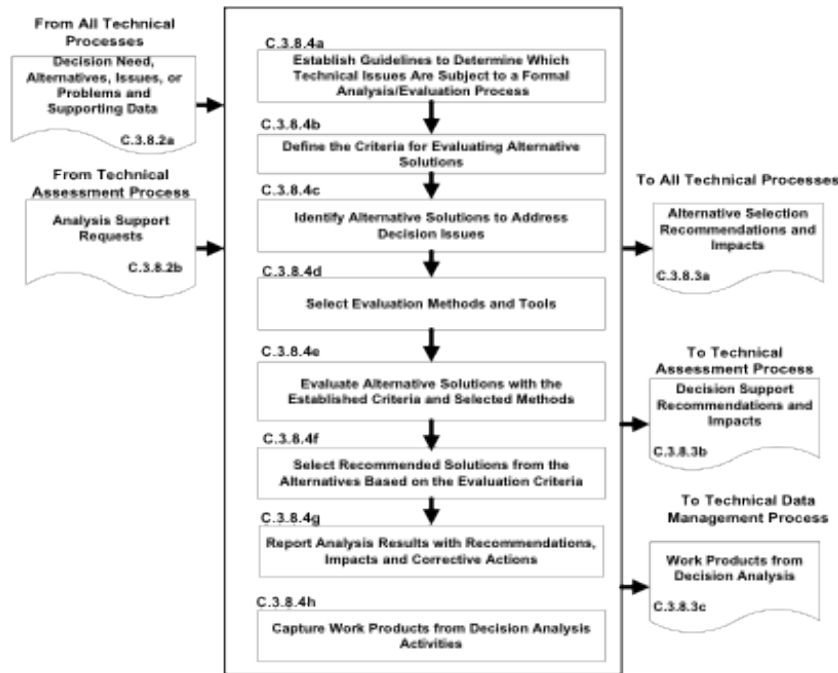 From All Technical
Processes
Decision Need,
Alternatives, Issues, or
Problems and
Supporting Data
C.3.8.2a
From Technical
Assessment Process
Analysis Support
Requests
C.3.8.2b
C.3.8.4a
Establish Guidelines to Determine Which
Technical Issues Are Subject to a Formal
Analysis/Evaluation Process
C.3.8.4b
Define the Criteria for Evaluating Alternative
Solutions
C.3.8.4c
Identify Alternative Solutions to Address
Decision Issues
C.3.8.4d
Select Evaluation Methods and Tools
C.3.8.4e
Evaluate Alternative Solutions with the
Established Criteria and Selected Methods
C.3.8.4f
Select Recommended Solutions from the
Alternatives Based on the Evaluation Criteria
C.3.8.4g
Report Analysis Results with Recommendations,
Impacts and Corrective Actions
C.3.8.4h
Capture Work Products from Decision Analysis
Activities
To All Technical Processes
Alternative Selection
Recommendations and
Impacts
C.3.8.3a
To Technical
Assessment Process
Decision Support
Recommendations and
Impacts
C.3.8.3b
To Technical Data
Management Process
Work Products from
Decision Analysis
C.3.8.3c